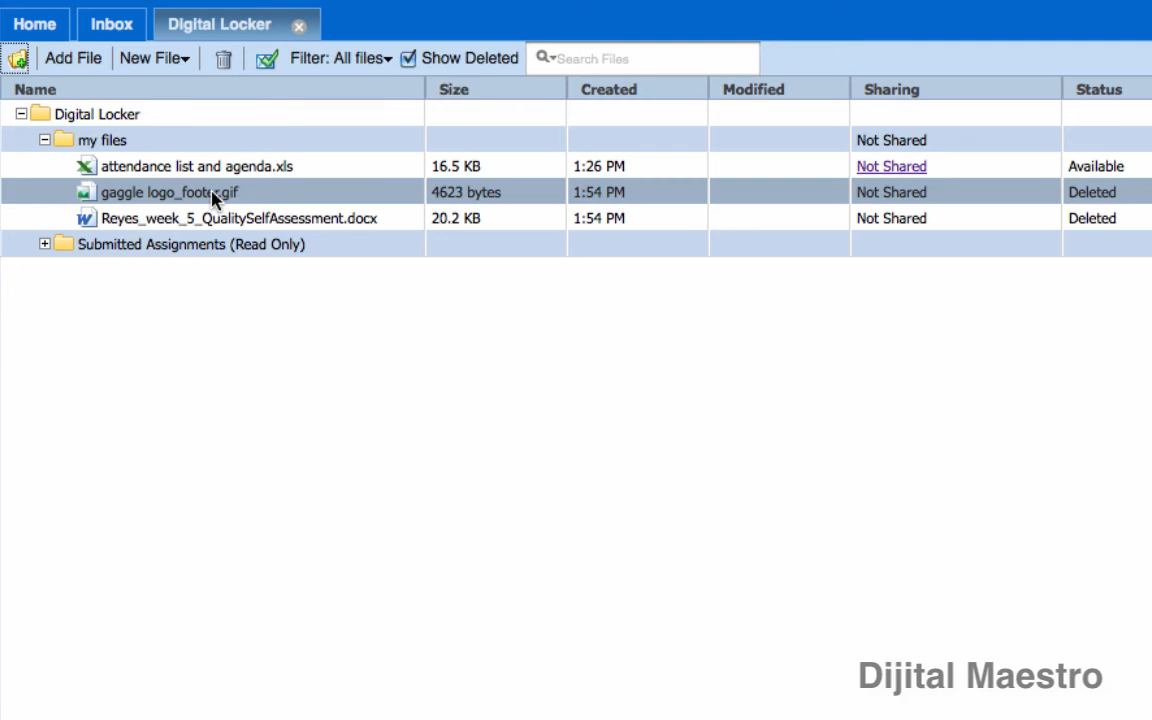 Home Inbox Digital Locker
Add File New File Filter: All files Show Deleted Search Files
Name Size Created Modified Sharing Status
Digital Locker
my files Not Shared
attendance list and agenda.xls 16.5 KB 1:26 PM Not Shared Available
gaggle logo_footer.gif 4623 bytes 1:54 PM Not Shared Deleted
Reyes_week_5_QualitySelfAssessment.docx 20.2 KB 1:54 PM Not Shared Deleted
Submitted Assignments (Read Only)
Dijital Maestro